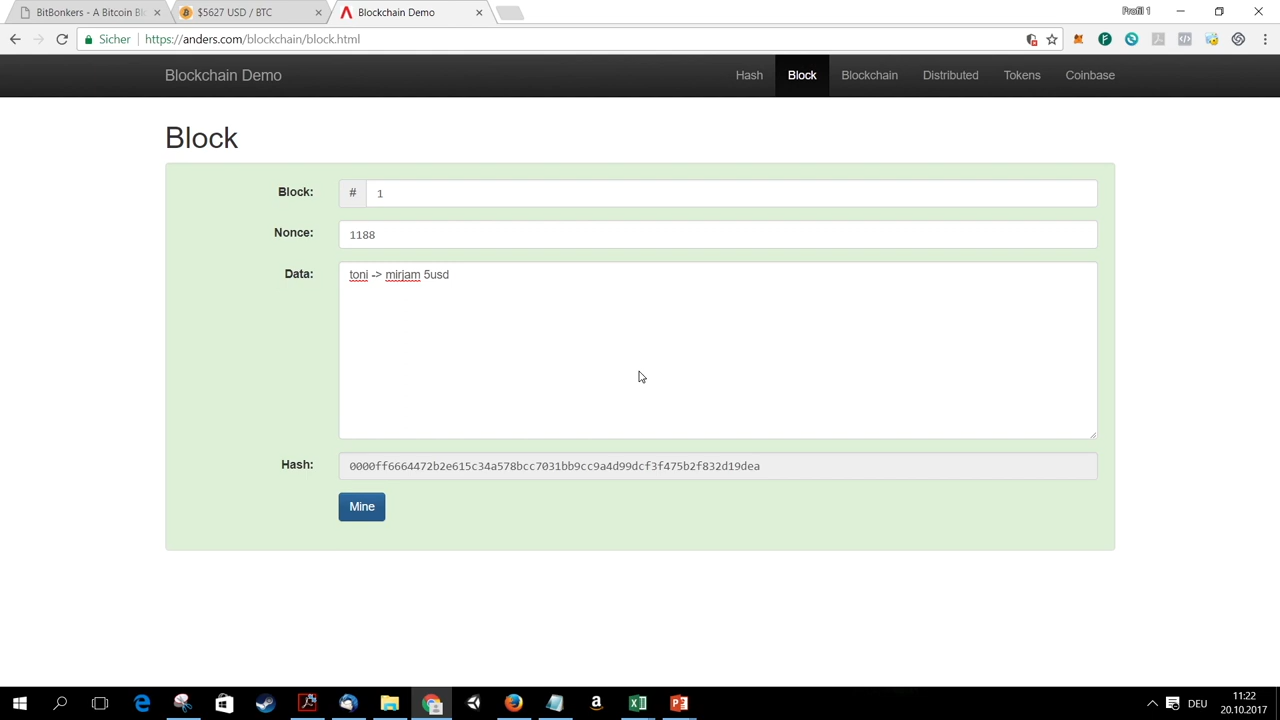 BitBonkers - A Bitcoin Bl
$5627 USD / BTC
Blockchain Demo
Profil 1
Sicher
https://anders.com/blockchain/block.html
Blockchain Demo
Hash
Block
Blockchain
Distributed
Tokens
Coinbase
Block
Block:
#
1
Nonce:
1188
Data:
toni -> mirjam 5usd
Hash:
0000ff6664472b2e615c34a578bcc7031bb9cc9a4d99dcf3f475b2f832d19dea
Mine
DEU
11:22
20.10.2017